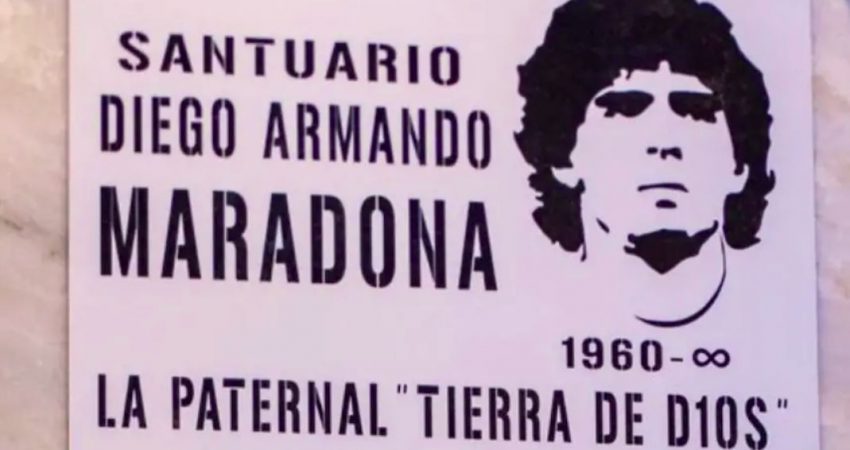 SANTUARIO
DIEGO ARMANDO
MARADONA
1960-∞
LA PATERNAL "TIERRA DE D10S"